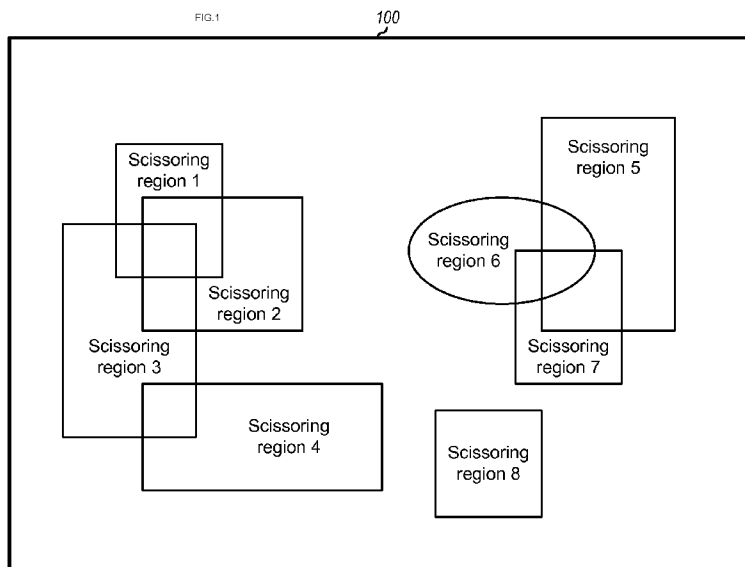 FIG.1
100
Scissoring
region 1
Scissoring
region 5
Scissoring
region 6
Scissoring
region 2
Scissoring
region 3
Scissoring
region 7
Scissoring
region 4
Scissoring
region 8